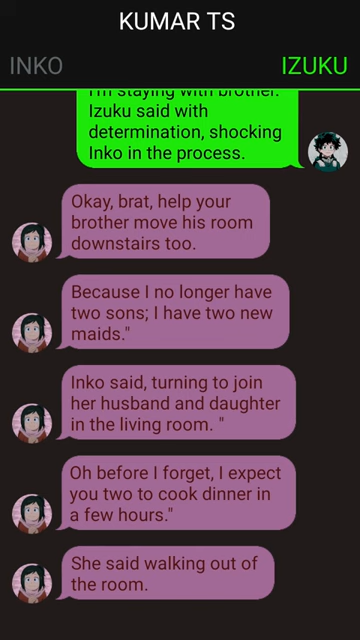 KUMAR TS
INKO
IZUKU
I'm staying with brother.
Izuku said with
determination, shocking
Inko in the process.
Okay, brat, help your
brother move his room
downstairs too.
Because I no longer have
two sons; I have two new
maids."
Inko said, turning to join
her husband and daughter
in the living room. "
Oh before I forget, I expect
you two to cook dinner in
a few hours."
She said walking out of
the room.